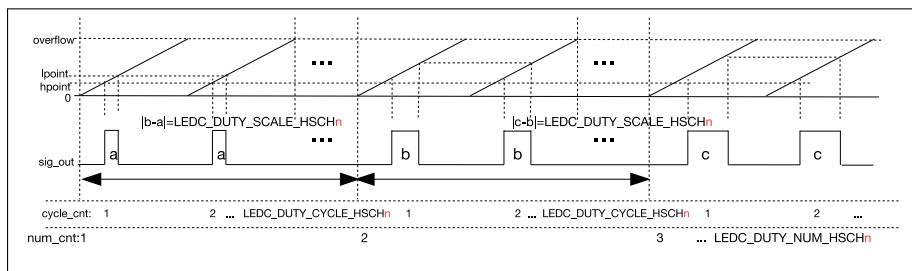 overflow
lpoint
hpoint
0
|b-a|=LEDC_DUTY_SCALE_HSCHn |c-b|=LEDC_DUTY_SCALE_HSCHn
sig_out a a b b c c
cycle_cnt: 1 2 ... LEDC_DUTY_CYCLE_HSCHn 1 2 ... LEDC_DUTY_CYCLE_HSCHn 1 2 ...
num_cnt:1 2 3 ... LEDC_DUTY_NUM_HSCHn